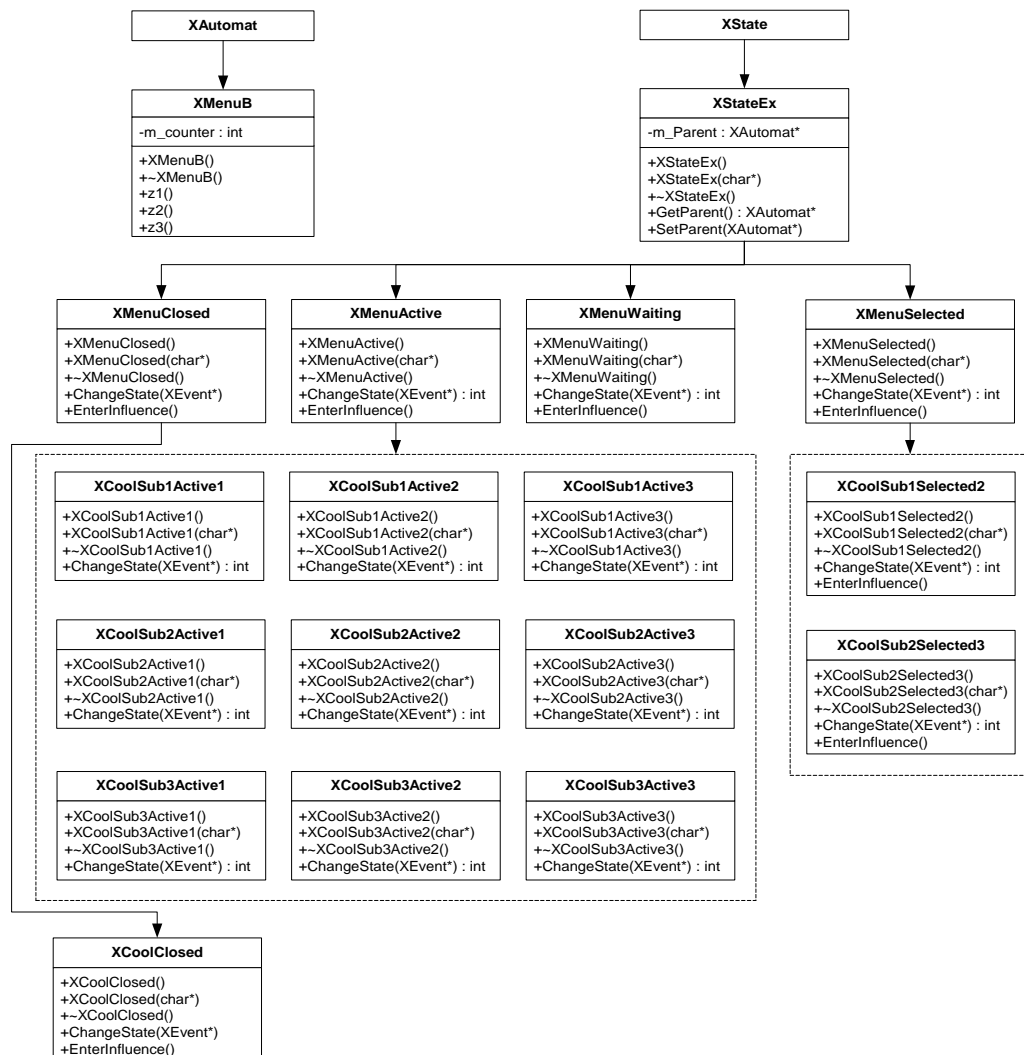 XAutomat
XState
XMenuB
-m_counter : int
+XMenuB()
+~XMenuB()
+z1()
+z2()
+z3()
XStateEx
-m_Parent : XAutomat*
+XStateEx()
+XStateEx(char*)
+~XStateEx()
+GetParent() : XAutomat*
+SetParent(XAutomat*)
XMenuClosed
+XMenuClosed()
+XMenuClosed(char*)
+~XMenuClosed()
+ChangeState(XEvent*)
+EnterInfluence()
XMenuActive
+XMenuActive()
+XMenuActive(char*)
+~XMenuActive()
+ChangeState(XEvent*) : int
+EnterInfluence()
XMenuWaiting
+XMenuWaiting()
+XMenuWaiting(char*)
+~XMenuWaiting()
+ChangeState(XEvent*) : int
+EnterInfluence()
XMenuSelected
+XMenuSelected()
+XMenuSelected(char*)
+~XMenuSelected()
+ChangeState(XEvent*) : int
+EnterInfluence()
XCoolSub1Active1
+XCoolSub1Active1()
+XCoolSub1Active1(char*)
+~XCoolSub1Active1()
+ChangeState(XEvent*) : int
XCoolSub1Active2
+XCoolSub1Active2()
+XCoolSub1Active2(char*)
+~XCoolSub1Active2()
+ChangeState(XEvent*) : int
XCoolSub1Active3
+XCoolSub1Active3()
+XCoolSub1Active3(char*)
+~XCoolSub1Active3()
+ChangeState(XEvent*) : int
XCoolSub1Selected2
+XCoolSub1Selected2()
+XCoolSub1Selected2(char*)
+~XCoolSub1Selected2()
+ChangeState(XEvent*) : int
+EnterInfluence()
XCoolSub2Active1
+XCoolSub2Active1()
+XCoolSub2Active1(char*)
+~XCoolSub2Active1()
+ChangeState(XEvent*) : int
XCoolSub2Active2
+XCoolSub2Active2()
+XCoolSub2Active2(char*)
+~XCoolSub2Active2()
+ChangeState(XEvent*) : int
XCoolSub2Active3
+XCoolSub2Active3()
+XCoolSub2Active3(char*)
+~XCoolSub2Active3()
+ChangeState(XEvent*) : int
XCoolSub2Selected3
+XCoolSub2Selected3()
+XCoolSub2Selected3(char*)
+~XCoolSub2Selected3()
+ChangeState(XEvent*) : int
+EnterInfluence()
XCoolSub3Active1
+XCoolSub3Active1()
+XCoolSub3Active1(char*)
+~XCoolSub3Active1()
+ChangeState(XEvent*) : int
XCoolSub3Active2
+XCoolSub3Active2()
+XCoolSub3Active2(char*)
+~XCoolSub3Active2()
+ChangeState(XEvent*) : int
XCoolSub3Active3
+XCoolSub3Active3()
+XCoolSub3Active3(char*)
+~XCoolSub3Active3()
+ChangeState(XEvent*) : int
XCoolClosed
+XCoolClosed()
+XCoolClosed(char*)
+~XCoolClosed()
+ChangeState(XEvent*)
+EnterInfluence()